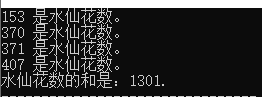 153 是水仙花数。
370 是水仙花数。
371 是水仙花数。
407 是水仙花数。
水仙花数的和是：1301.